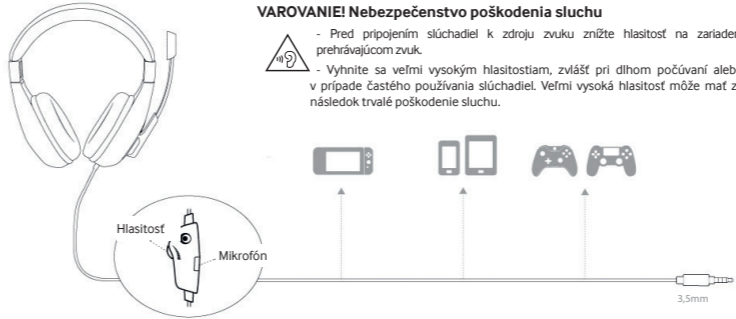 VAROVANIE! Nebezpečenstvo poškodenia sluchu
- Pred pripojením slúchadiel k zdroju zvuku znížte hlasitosť na
prehrávajúcom zvuk.
- Vyhnite sa veľmi vysokým hlasitostiam, zvlášť pri dlhom počúvaní
v prípade častého používania slúchadiel. Veľmi vysoká hlasitosť môže mať
následok trvalé poškodenie sluchu.
Hlasitosť
Mikrofón
3,5mm